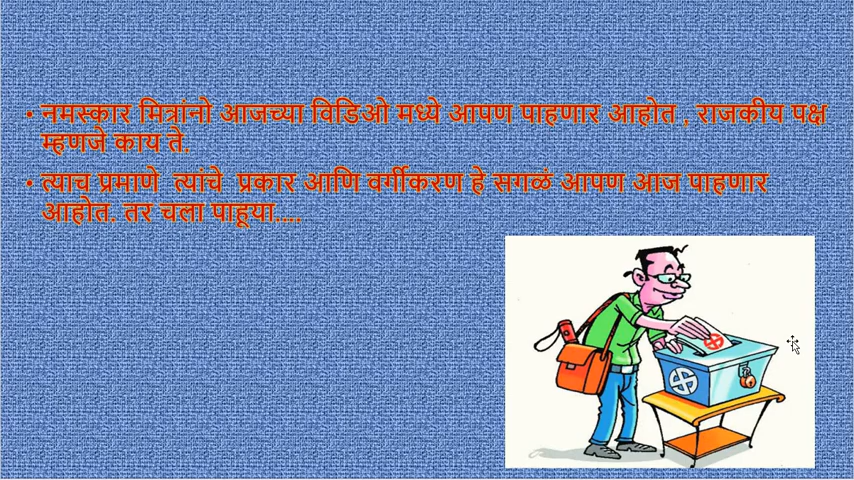 • नमस्कार मित्रांनो आजच्या विडिओ मध्ये आपण पाहणार आहोत , राजकीय पक्ष
म्हणजे काय ते.
• त्याच प्रमाणे त्यांचे प्रकार आणि वर्गीकरण हे सगळं आपण आज पाहणार
आहोत. तर चला पाहूया....